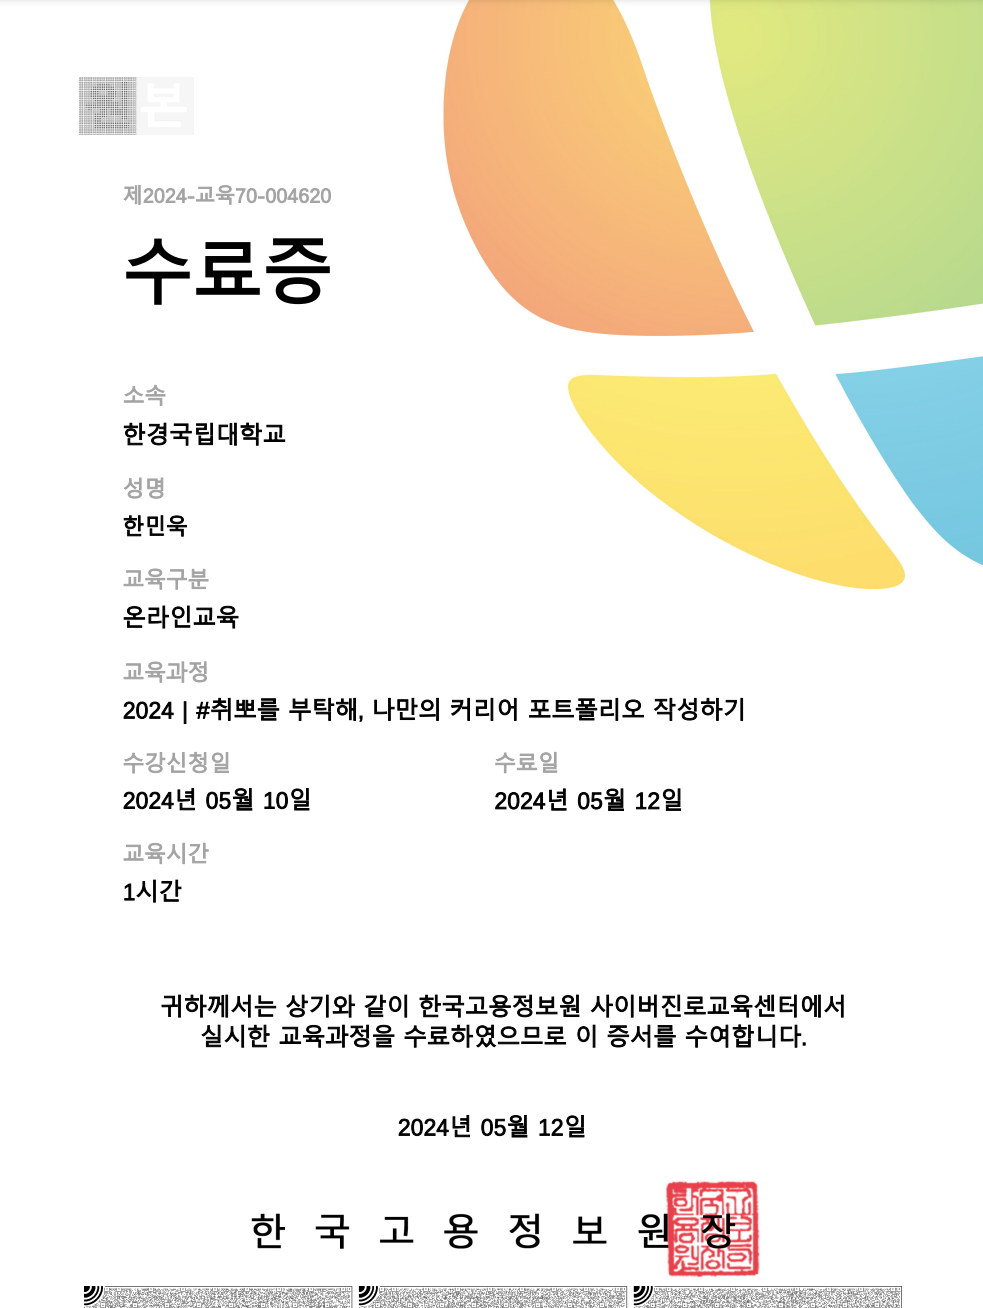 본
제2024-교육70-004620
수료증
소속
한경국립대학교
성명
한민욱
교육구분
온라인교육
교육과정
2024 | #취뽀를 부탁해, 나만의 커리어 포트폴리오 작성하기
수강신청일 수료일
2024년 05월 10일 2024년 05월 12일
교육시간
1시간
귀하께서는 상기와 같이 한국고용정보원 사이버진로교육센터에서
실시한 교육과정을 수료하였으므로 이 증서를 수여합니다.
2024년 05월 12일
한 국 고 용 정 보 원 장